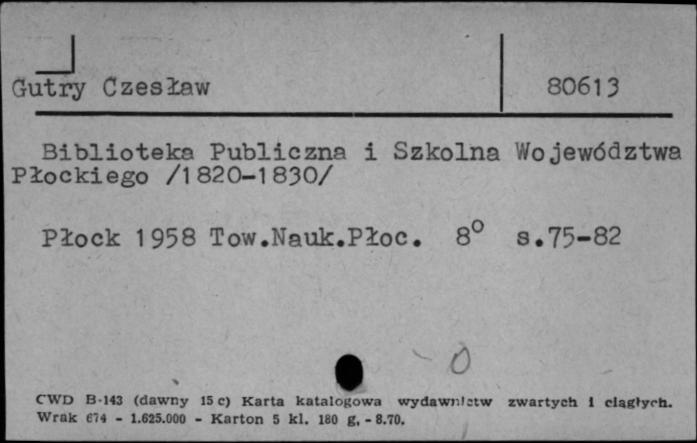 Gutry Czesław 80613
Biblioteka Publiczna i Szkolna Województwa
Płockiego /1820-1830/
Płock 1958 Tow.Nauk.Płoc. 8° s.75-82
0
CWD B-143 (dawny 15 c) Karta katalogowa wydawnictw zwartych i ciągłych.
Wrak 674 - 1.625.000 - Karton 5 kl. 180 g, - 8.70.